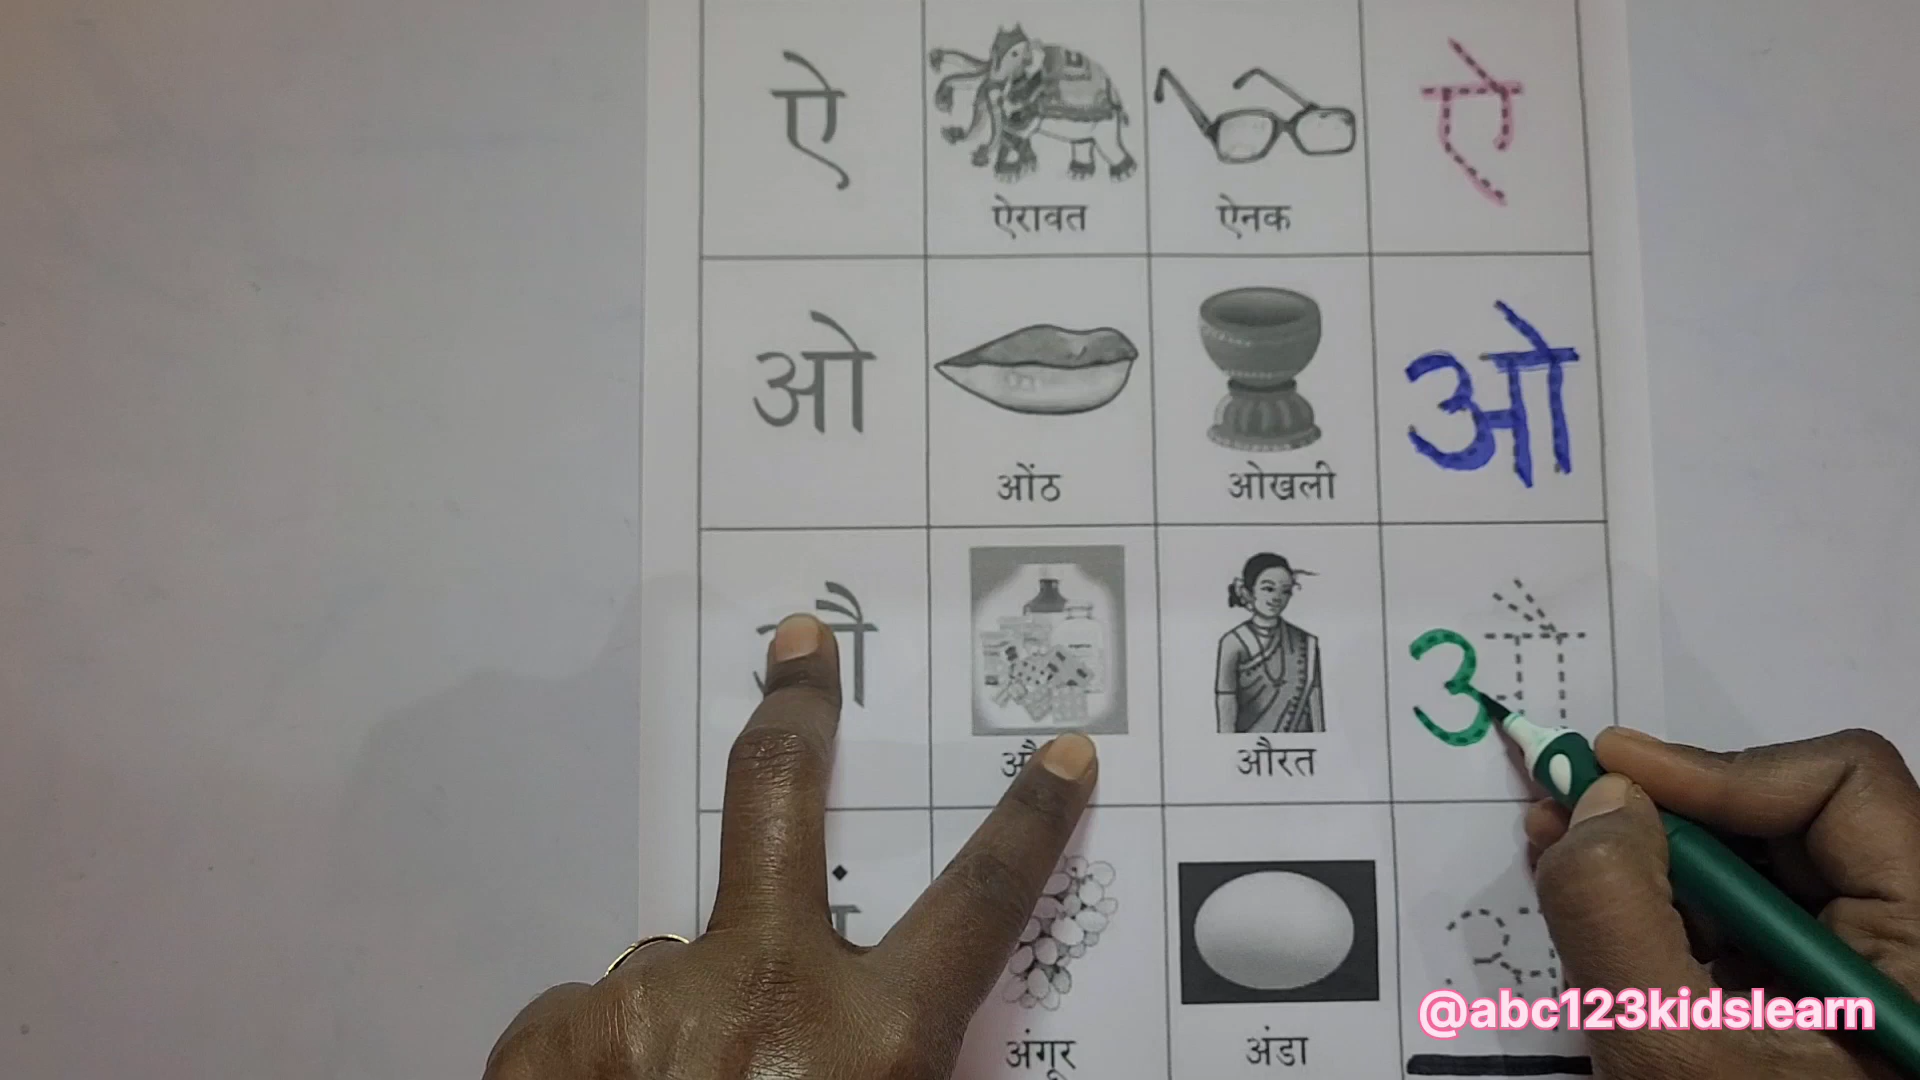 ऐ
ऐरावत
ऐनक
ऐ
ओ
ओंठ
ओखली
ओ
औ
औरत
अंगूर
अंडा
@abc123kidslearn